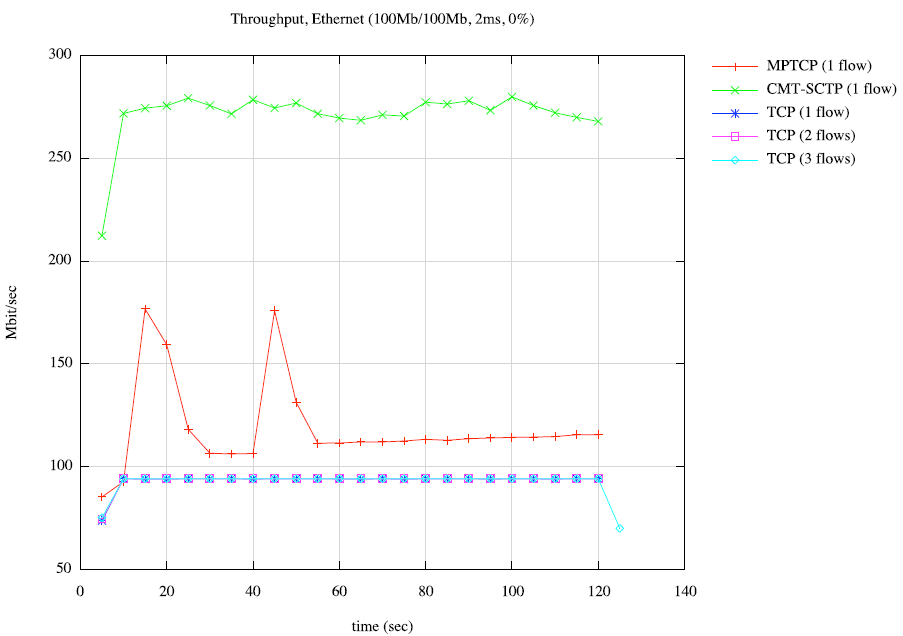 Throughput, Ethernet (100Mb/100Mb, 2ms, 0%)
300
250
200
150
100
50
Mbit/sec
0
20
40
60
80
100
120
140
time (sec)
MPTCP (1 flow)
CMT-SCTP (1 flow)
TCP (1 flow)
TCP (2 flows)
TCP (3 flows)